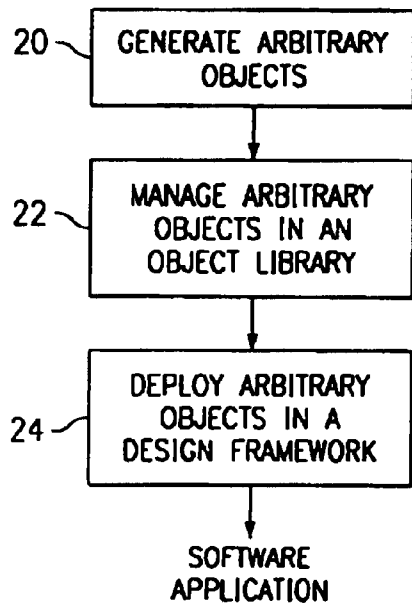 20
GENERATE ARBITRARY
OBJECTS
22
MANAGE ARBITRARY
OBJECTS IN AN
OBJECT LIBRARY
24
DEPLOY ARBITRARY
OBJECTS IN A
DESIGN FRAMEWORK
SOFTWARE
APPLICATION